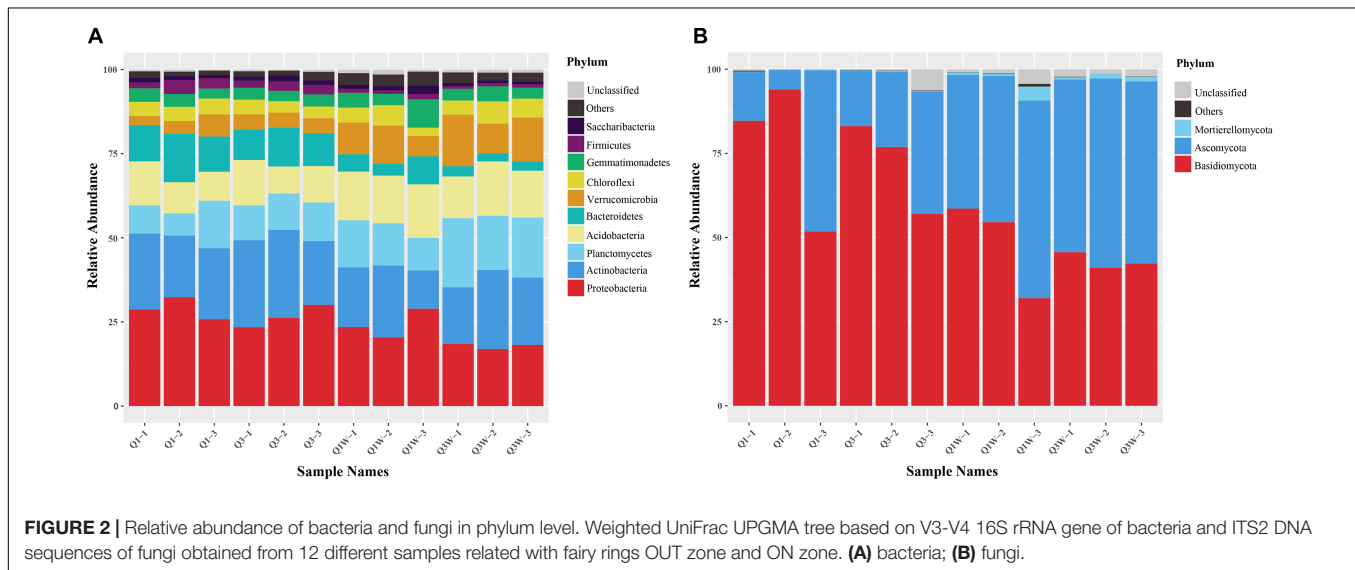 A
100
75
50
25
0
Relative Abundance
Q1-1
Q1-2
Q1-3
Q3-1
Q3-2
Q3-3
Q1W-1
Q1W-2
Q1W-3
Q3W-1
Q3W-2
Q3W-3
Sample Names
Phylum
Unclassified
Others
Saccharibacteria
Firmicutes
Gemmatimonadetes
Chloroflexi
Verrucomicrobia
Bacteroidetes
Acidobacteria
Planctomycetes
Actinobacteria
Proteobacteria
B
100
75
50
25
0
Relative Abundance
Q1-1
Q1-2
Q1-3
Q3-1
Q3-2
Q3-3
Q1W-1
Q1W-2
Q1W-3
Q3W-1
Q3W-2
Q3W-3
Sample Names
Phylum
Unclassified
Others
Mortierellomycota
Ascomycota
Basidiomycota
FIGURE 2 | Relative abundance of bacteria and fungi in phylum level. Weighted UniFrac UPGMA tree based on V3-V4 16S rRNA gene of bacteria and ITS2 DNA
sequences of fungi obtained from 12 different samples related with fairy rings OUT zone and ON zone. (A) bacteria; (B) fungi.